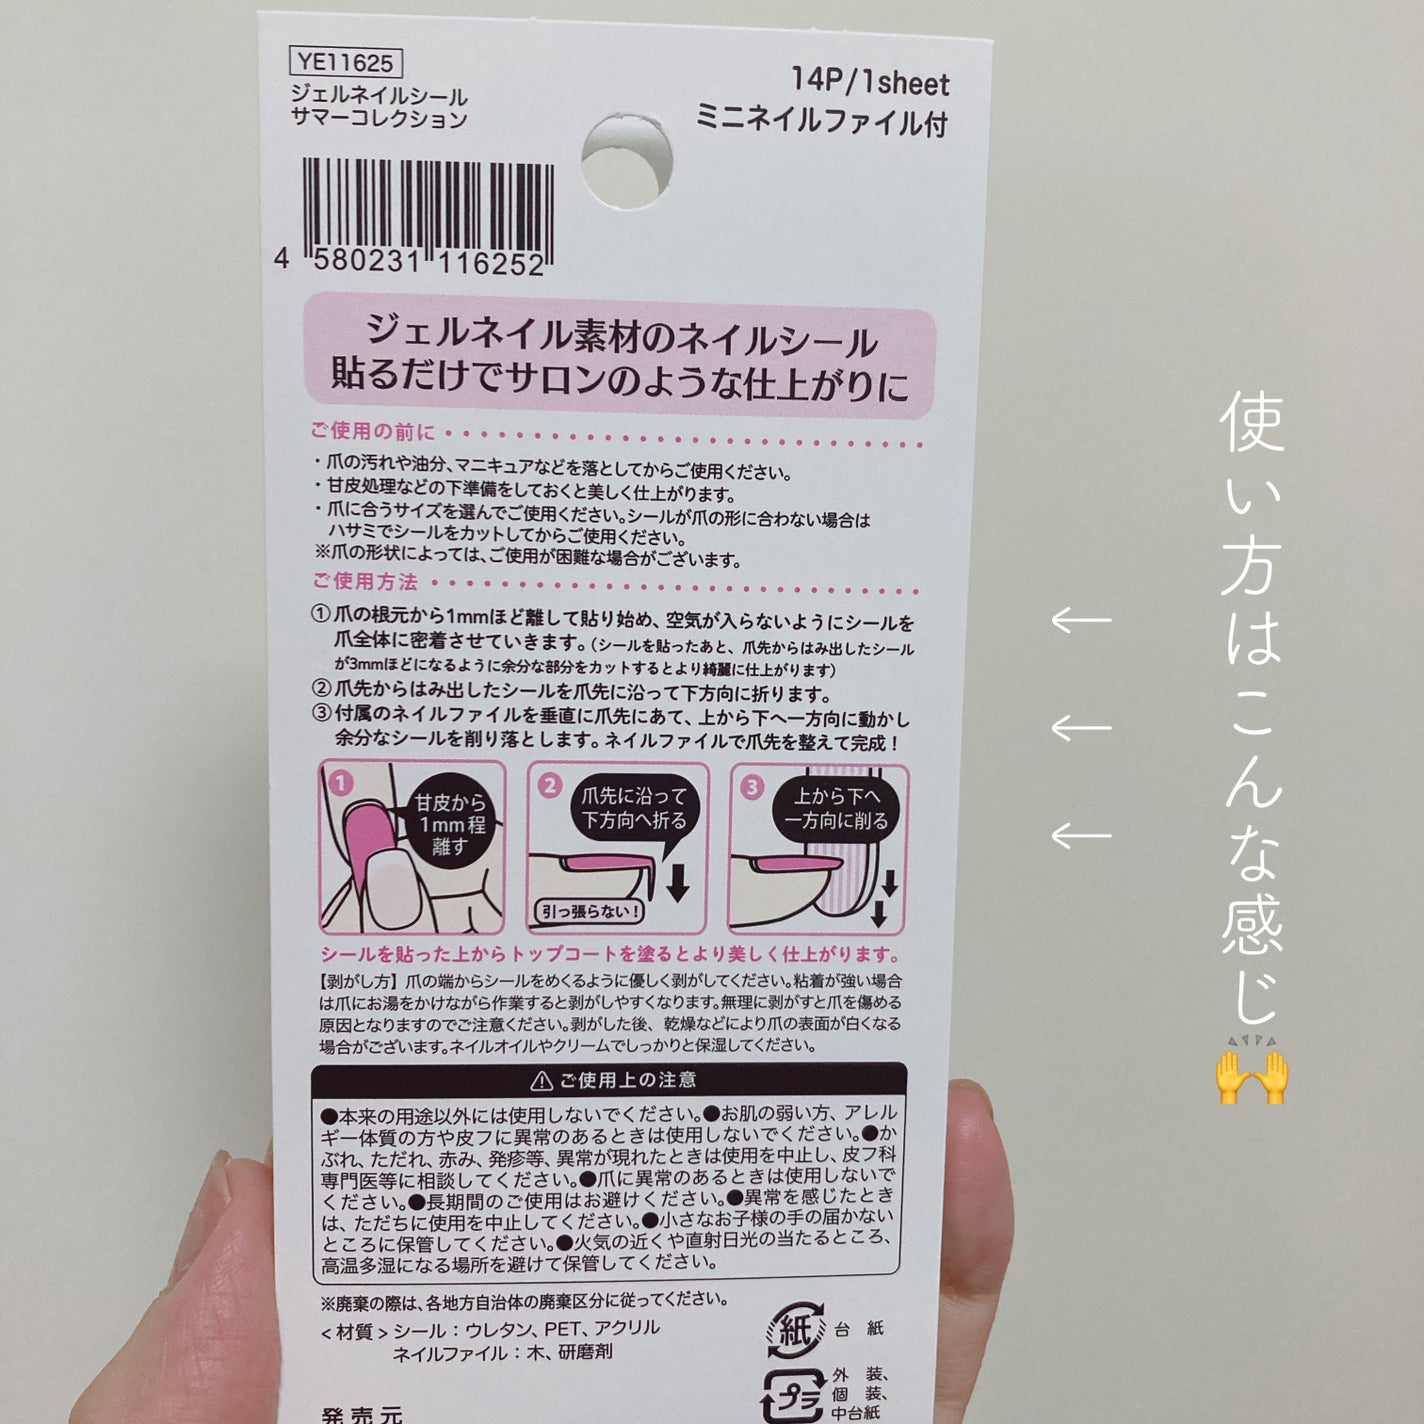 YE11625
ジェルネイルシール
サマーコレクション
14P/1sheet
ミニネイルファイル付
4 580231 116252
ジェルネイル素材のネイルシール
貼るだけでサロンのような仕上がりに
ご使用の前に
・爪の汚れや油分、マニキュアなどを落としてからご使用ください。
・甘皮処理などの下準備をしておくと美しく仕上がります。
・爪に合うサイズを選んでご使用ください。シールが爪の形に合わない場合は
ハサミでシールをカットしてからご使用ください。
※爪の形状によっては、ご使用が困難な場合がございます。
ご使用方法
①爪の根元から1mmほど離して貼り始め、空気が入らないようにシールを
爪全体に密着させていきます。（シールを貼ったあと、爪先からはみ出したシール
が3mmほどになるように余分な部分をカットするとより綺麗に仕上がります）
②爪先からはみ出したシールを爪先に沿って下方向に折ります。
③付属のネイルファイルを垂直に爪先にあて、上から下へ一方向に動かし
余分なシールを削り落とします。ネイルファイルで爪先を整えて完成！
1
甘皮から
1mm程
離す
2
爪先に沿って
下方向へ折る
引っ張らない！
3
上から下へ
一方向に削る
シールを貼った上からトップコートを塗るとより美しく仕上がります。
【剥がし方】爪の端からシールをめくるように優しく剥がしてください。粘着が強い場合
は爪にお湯をかけながら作業すると剥がしやすくなります。無理に剥がすと爪を傷める
原因となりますのでご注意ください。剥がした後、乾燥などにより爪の表面が白くなる
場合がございます。ネイルオイルやクリームでしっかりと保湿してください。
⚠ご使用上の注意
●本来の用途以外には使用しないでください。●お肌の弱い方、アレル
ギー体質の方や皮フに異常のあるときは使用しないでください。●か
ぶれ、ただれ、赤み、発疹等、異常が現れたときは使用を中止し、皮フ科
専門医等に相談してください。●爪に異常のあるときは使用しないで
ください。●長期間のご使用はお避けください。●異常を感じたとき
は、ただちに使用を中止してください。●小さなお子様の手の届かない
ところに保管してください。●火気の近くや直射日光の当たるところ、
高温多湿になる場所を避けて保管してください。
※廃棄の際は、各地方自治体の廃棄区分に従ってください。
<材質>シール：ウレタン、PET、アクリル
ネイルファイル：木、研磨剤
紙 台紙
プラ 外装、
個装、
中台紙
発売元
使い方はこんな感じ🙌
←
←
←